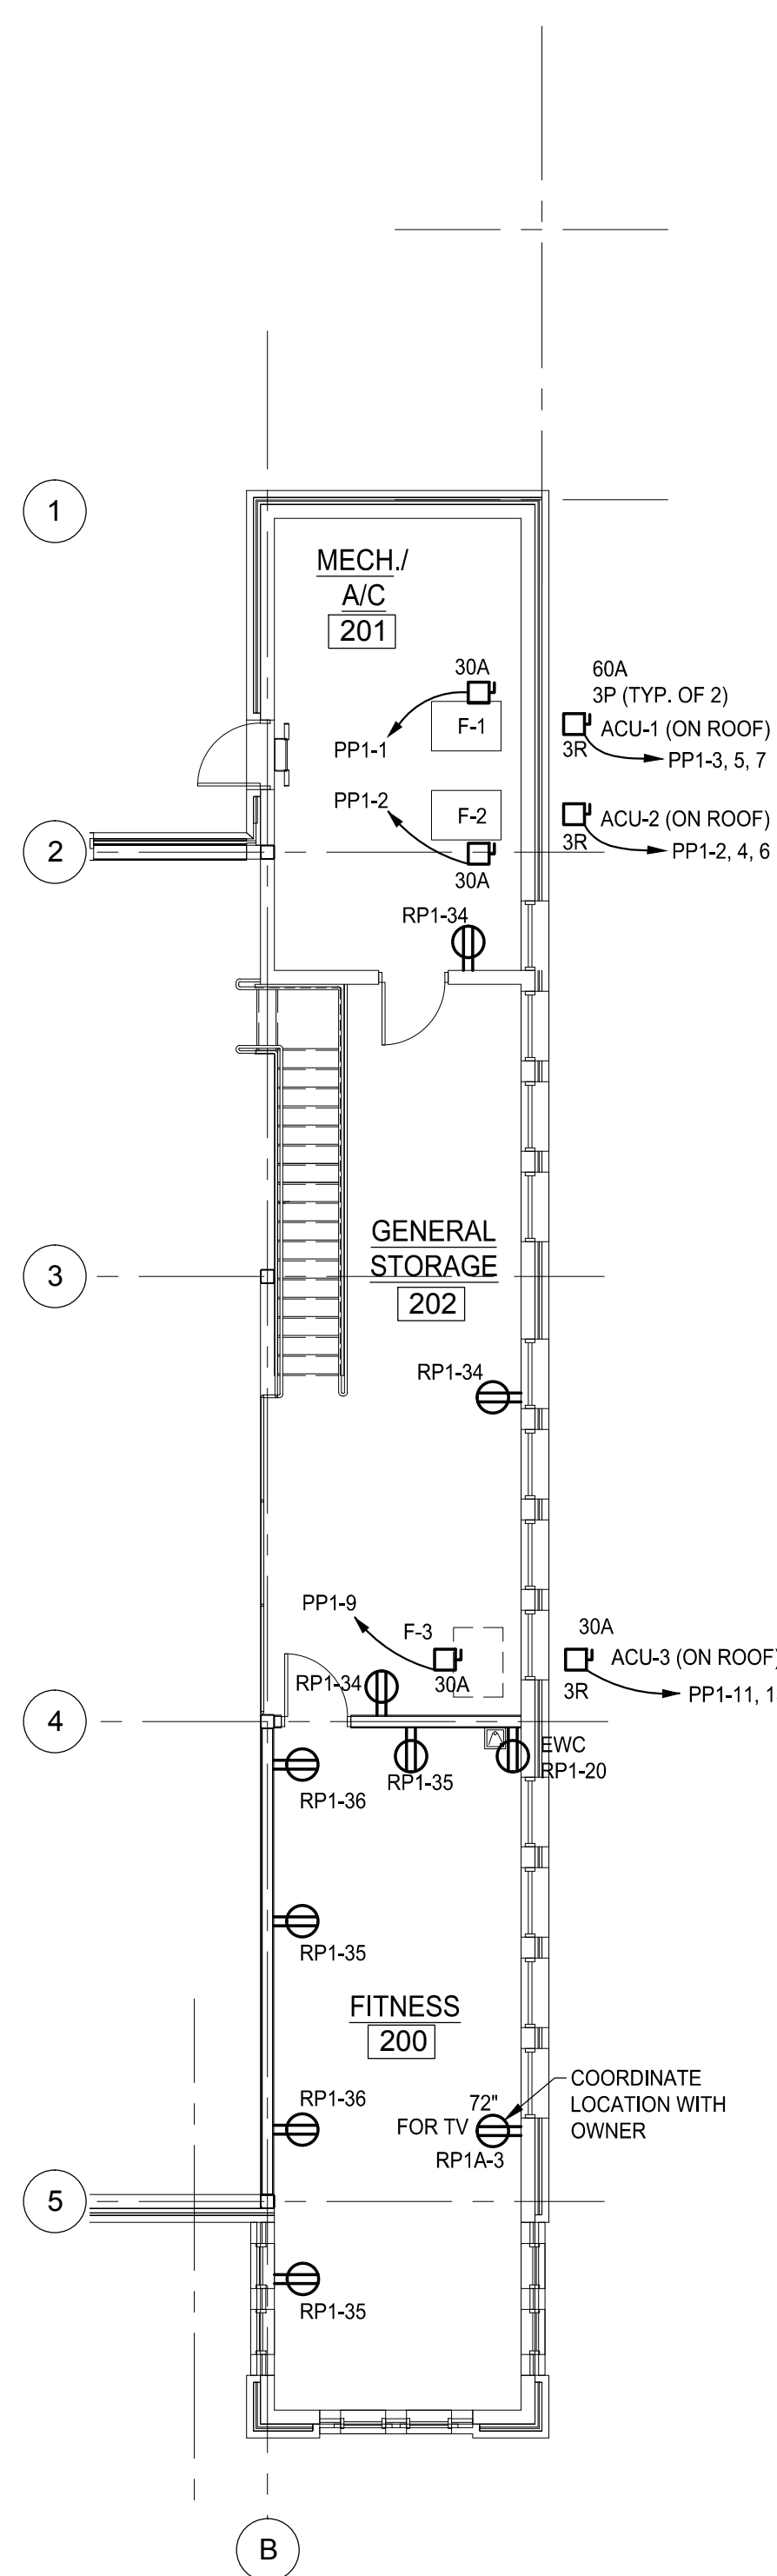 1
MECH./
A/C
201
30A
F-1
PP1-1
60A
3P (TYP. OF 2)
ACU-1 (ON ROOF)
3R
PP1-3, 5, 7
PP1-2
F-2
30A
ACU-2 (ON ROOF)
3R
PP1-2, 4, 6
2
RP1-34
GENERAL
STORAGE
202
3
RP1-34
PP1-9
F-3
30A
30A
ACU-3 (ON ROOF)
3R
PP1-11, 1
RP1-34
4
RP1-36
RP1-35
EWC
RP1-20
RP1-35
FITNESS
200
RP1-36
72"
FOR TV
RP1A-3
COORDINATE
LOCATION WITH
OWNER
5
RP1-35
B